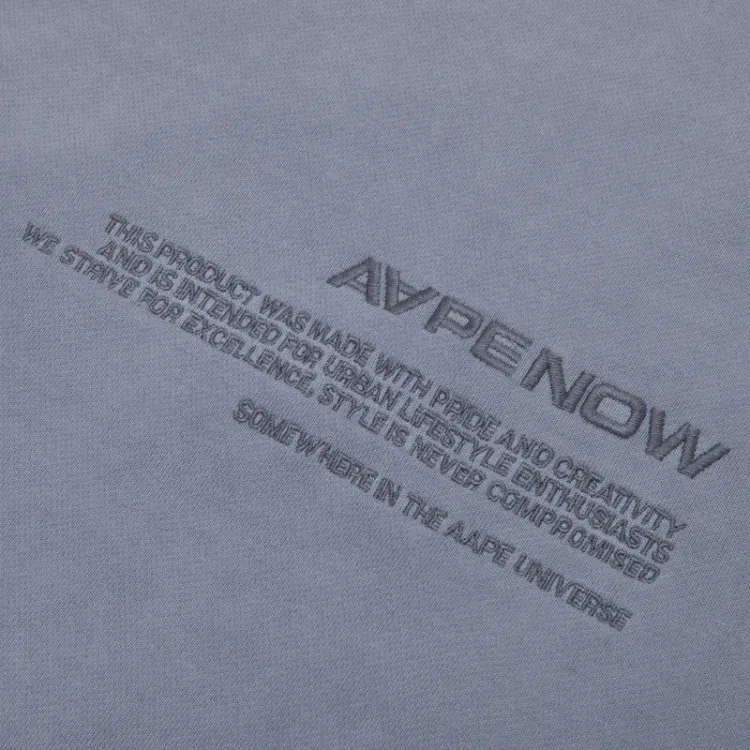 AAPE NOW
THIS PRODUCT WAS MADE WITH PRIDE AND CREATIVITY
AND IS INTENDED FOR URBAN LIFESTYLE ENTHUSIASTS
WE STRIVE FOR EXCELLENCE, STYLE IS NEVER COMPROMISED
SOMEWHERE IN THE AAPE UNIVERSE